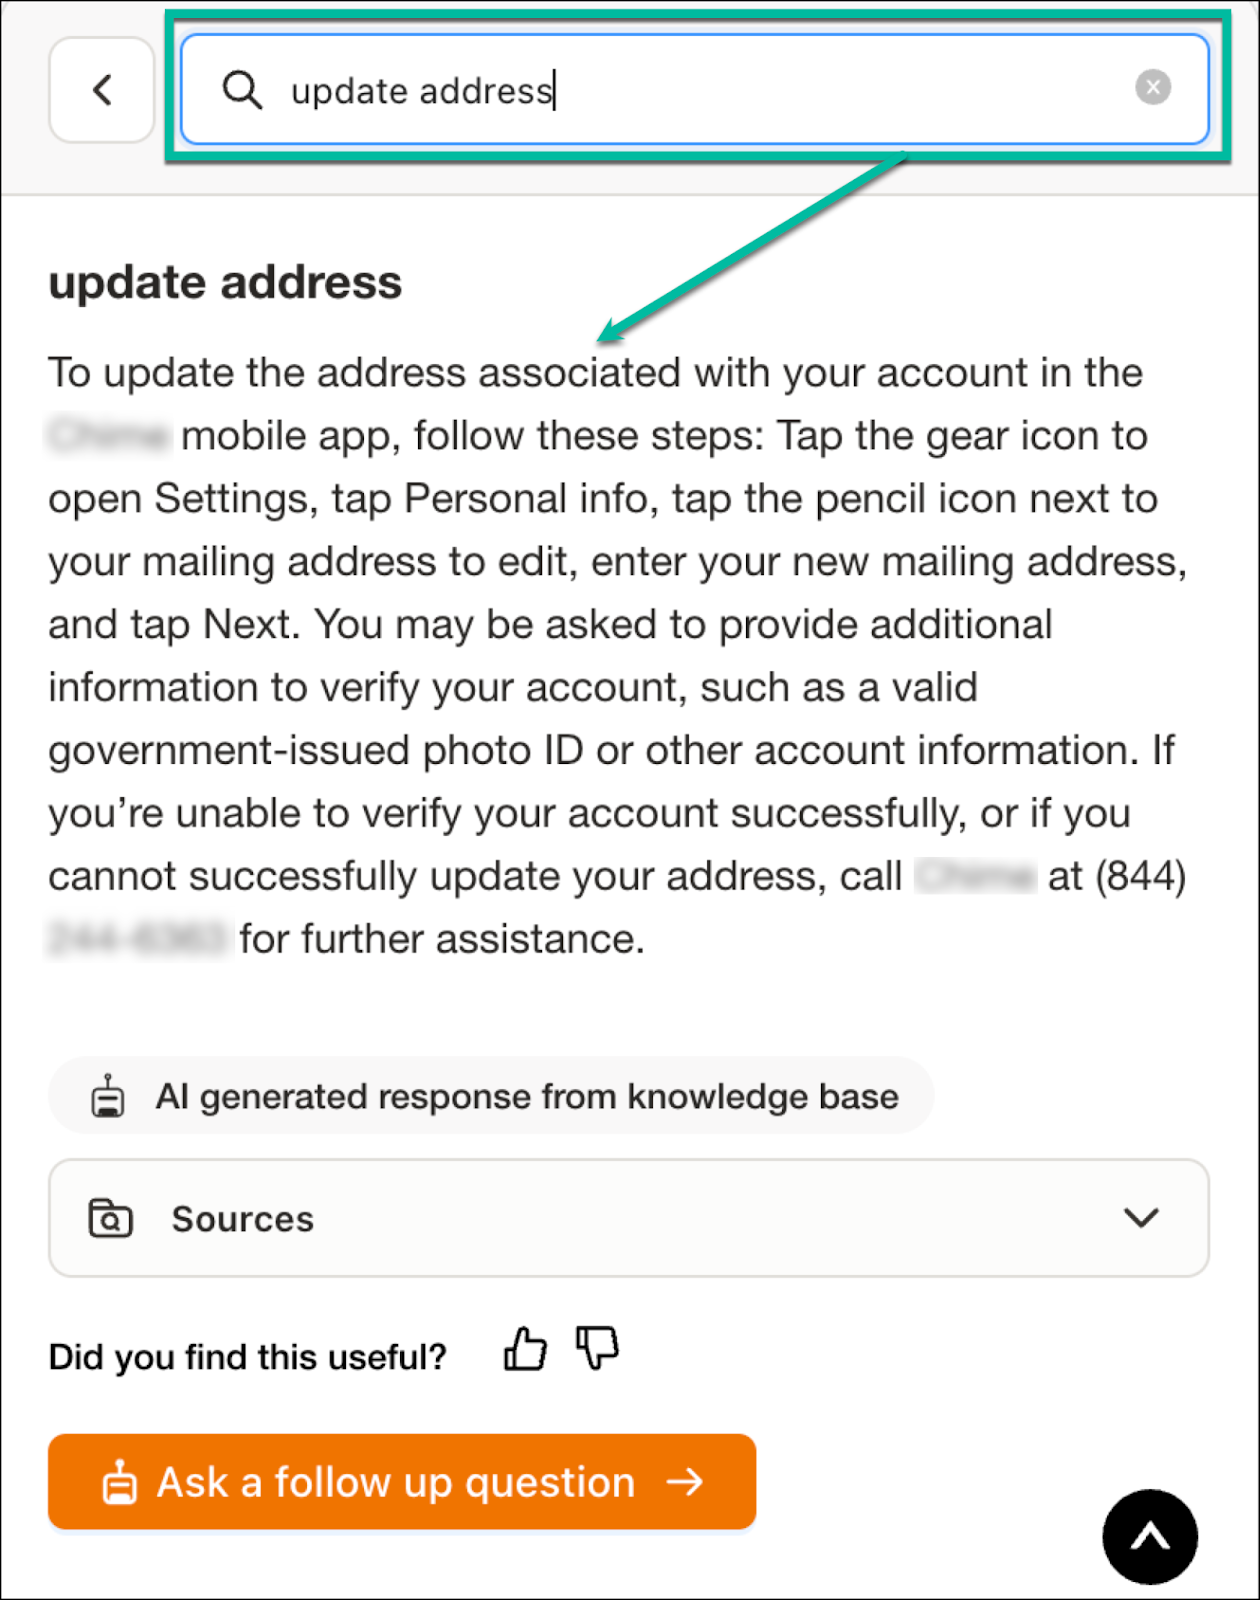 update address
update address
To update the address associated with your account in the
mobile app, follow these steps: Tap the gear icon to
open Settings, tap Personal info, tap the pencil icon next to
your mailing address to edit, enter your new mailing address,
and tap Next. You may be asked to provide additional
information to verify your account, such as a valid
government-issued photo ID or other account information. If
you’re unable to verify your account successfully, or if you
cannot successfully update your address, call at (844)
for further assistance.
AI generated response from knowledge base
Sources
Did you find this useful?
Ask a follow up question